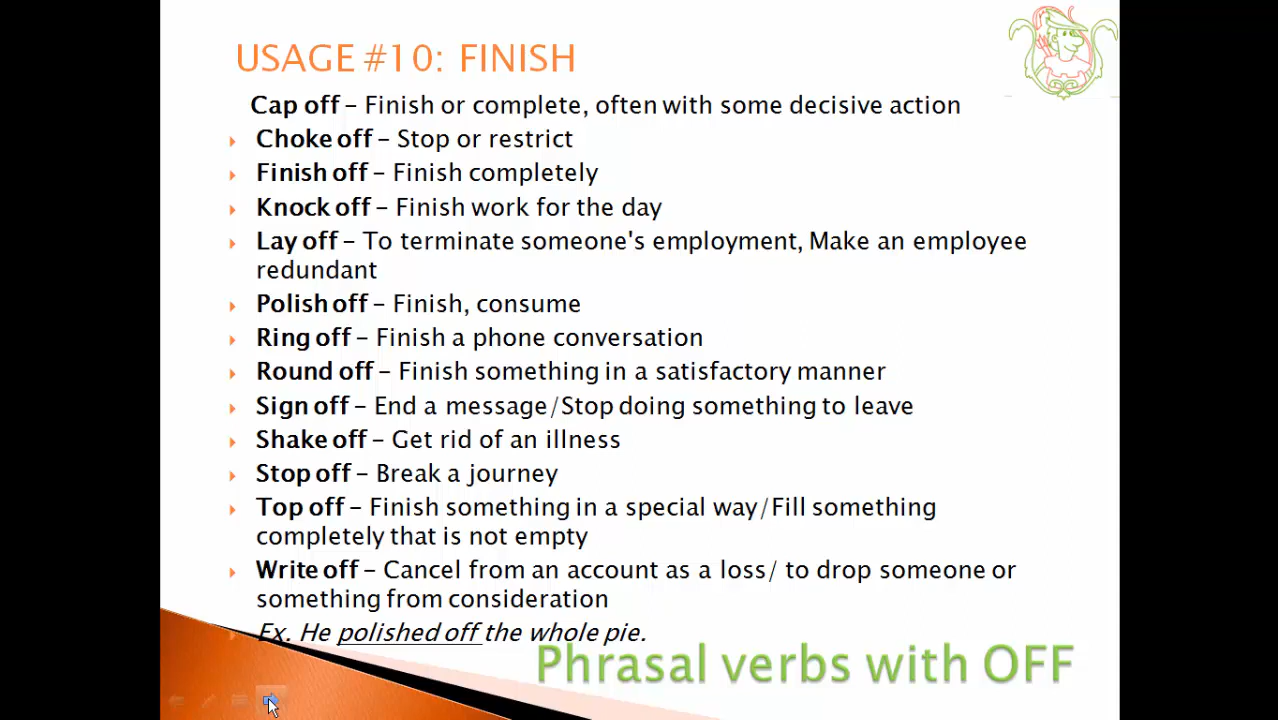 USAGE #10: FINISH
Cap off – Finish or complete, often with some decisive action
Choke off – Stop or restrict
Finish off – Finish completely
Knock off – Finish work for the day
Lay off – To terminate someone's employment, Make an employee
redundant
Polish off – Finish, consume
Ring off – Finish a phone conversation
Round off – Finish something in a satisfactory manner
Sign off – End a message/Stop doing something to leave
Shake off – Get rid of an illness
Stop off – Break a journey
Top off – Finish something in a special way/Fill something
completely that is not empty
Write off – Cancel from an account as a loss/ to drop someone or
something from consideration
Ex. He polished off the whole pie.
Phrasal verbs with OFF